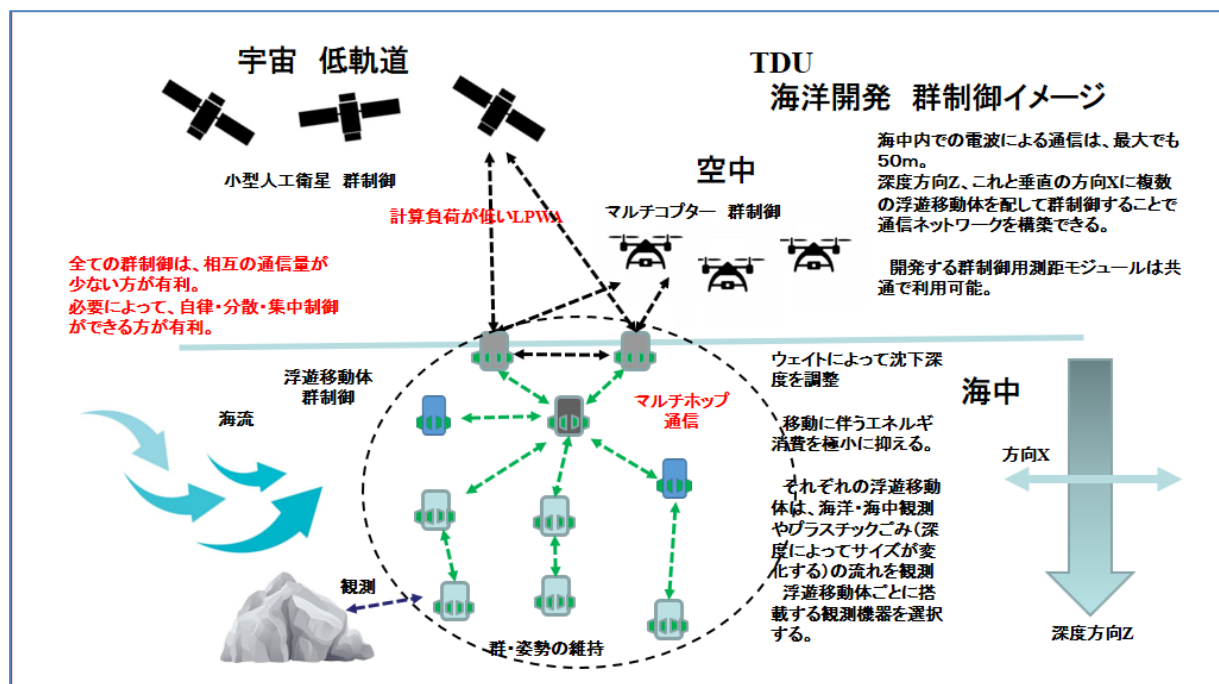 宇宙 低軌道
TDU
海洋開発 群制御イメージ
小型人工衛星 群制御
計算負荷が低いLPWA
空中
マルチコプター 群制御
海中内での電波による通信は、最大でも
50m。
深度方向Z、これと垂直の方向Xに複数
の浮遊移動体を配して群制御することで
通信ネットワークを構築できる。
開発する群制御用測距モジュールは共
通で利用可能。
全ての群制御は、相互の通信量が
少ない方が有利。
必要によって、自律・分散・集中制御
ができる方が有利。
浮遊移動体
群制御
海流
マルチホップ
通信
ウェイトによって沈下深
度を調整
移動に伴うエネルギ
消費を極小に抑える。
それぞれの浮遊移動
体は、海洋・海中観測
やプラスチックごみ(深
度によってサイズが変
化する)の流れを観測
浮遊移動体ごとに搭
載する観測機器を選択
する。
海中
方向X
深度方向Z
観測
群・姿勢の維持